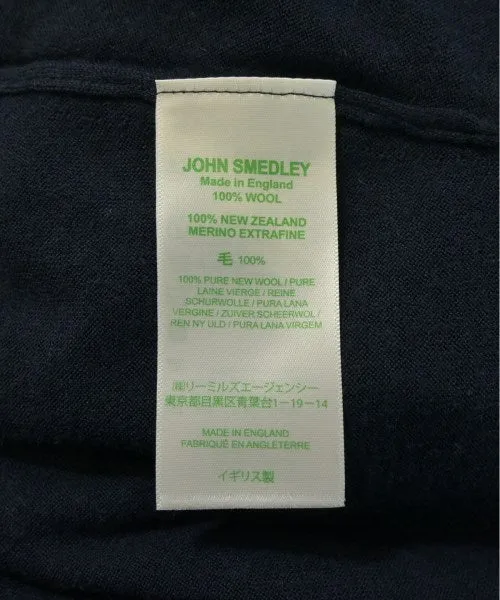 JOHN SMEDLEY
Made in England
100% WOOL
100% NEW ZEALAND
MERINO EXTRAFINE
毛 100%
100% PURE NEW WOOL / PURE
LAINE VIERGE / REINE
SCHURWOLLE / PURA LANA
VERGINE / ZUIVER SCHEERWOL /
REN NY ULD / PURA LANA VIRGEM
㈱リーミルズエージェンシー
東京都目黒区青葉台1-19-14
MADE IN ENGLAND
FABRIQUÉ EN ANGLETERRE
イギリス製